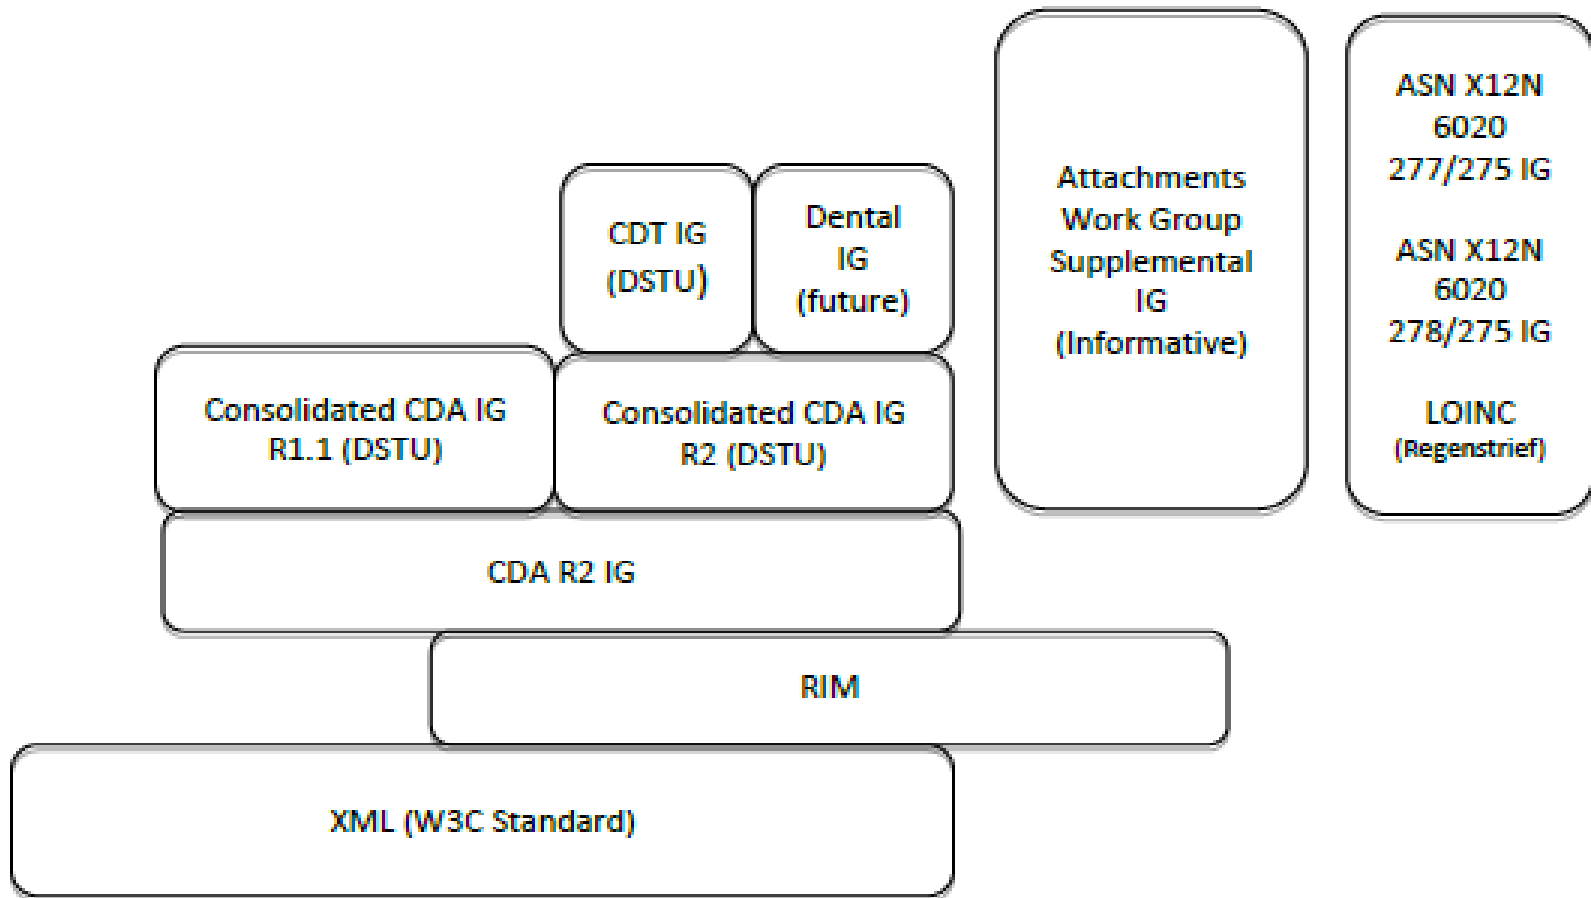 CDT IG
(DSTU)
Dental
IG
(future)
Attachments
Work Group
Supplemental
IG
(Informative)
ASN X12N
6020
277/275 IG
ASN X12N
6020
278/275 IG
LOINC
(Regenstrief)
Consolidated CDA IG
R1.1 (DSTU)
Consolidated CDA IG
R2 (DSTU)
CDA R2 IG
RIM
XML (W3C Standard)